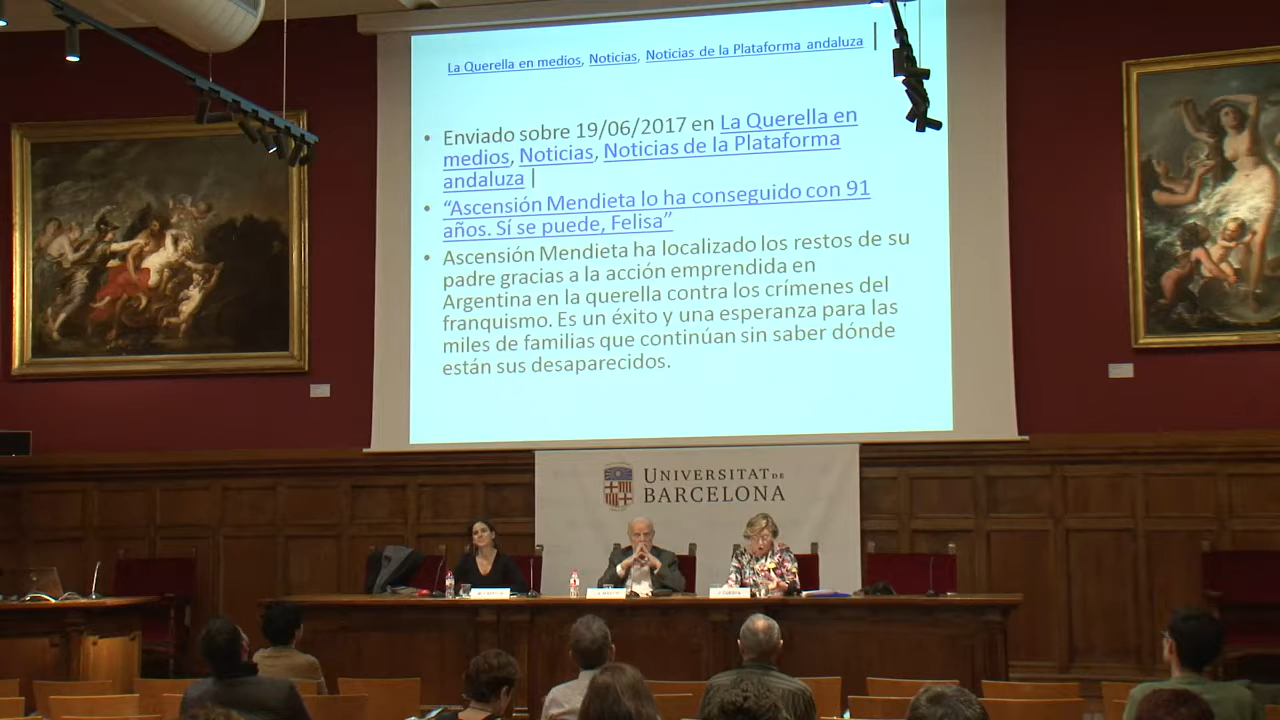 La Querella en medios, Noticias, Noticias de la Plataforma andaluza |
• Enviado sobre 19/06/2017 en La Querella en
medios, Noticias, Noticias de la Plataforma
andaluza |
• “Ascensión Mendieta lo ha conseguido con 91
años. Sí se puede, Felisa”
• Ascensión Mendieta ha localizado los restos de su
padre gracias a la acción emprendida en
Argentina en la querella contra los crímenes del
franquismo. Es un éxito y una esperanza para las
miles de familias que continúan sin saber dónde
están sus desaparecidos.
UNIVERSITAT DE
BARCELONA